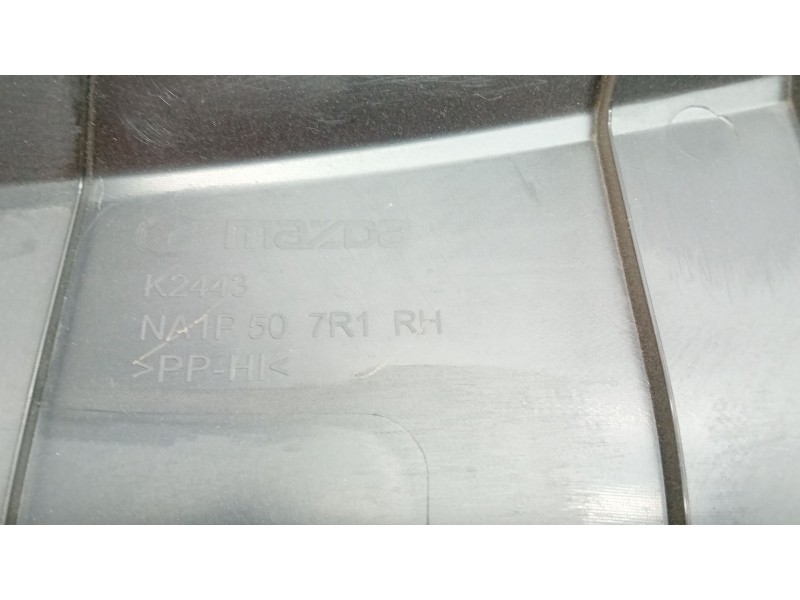 mazda
K2443
NA1P 50 7R1 RH
>PP-HI<